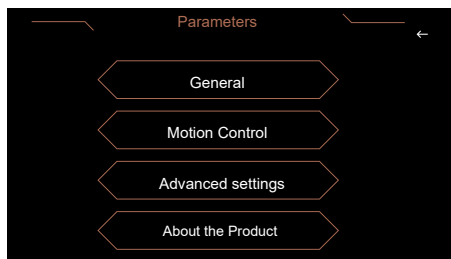 Parameters
←
General
Motion Control
Advanced settings
About the Product